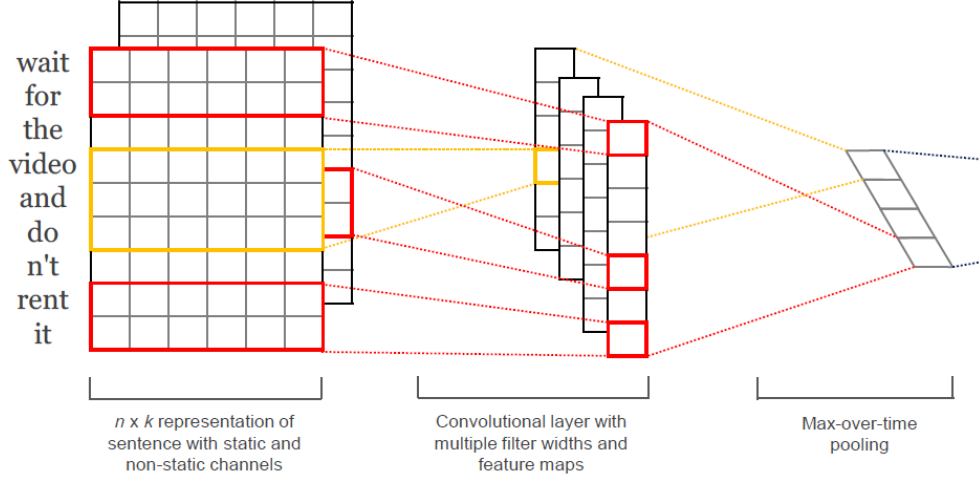 wait
for
the
video
and
do
n't
rent
it
n x k representation of
sentence with static and
non-static channels
Convolutional layer with
multiple filter widths and
feature maps
Max-over-time
pooling